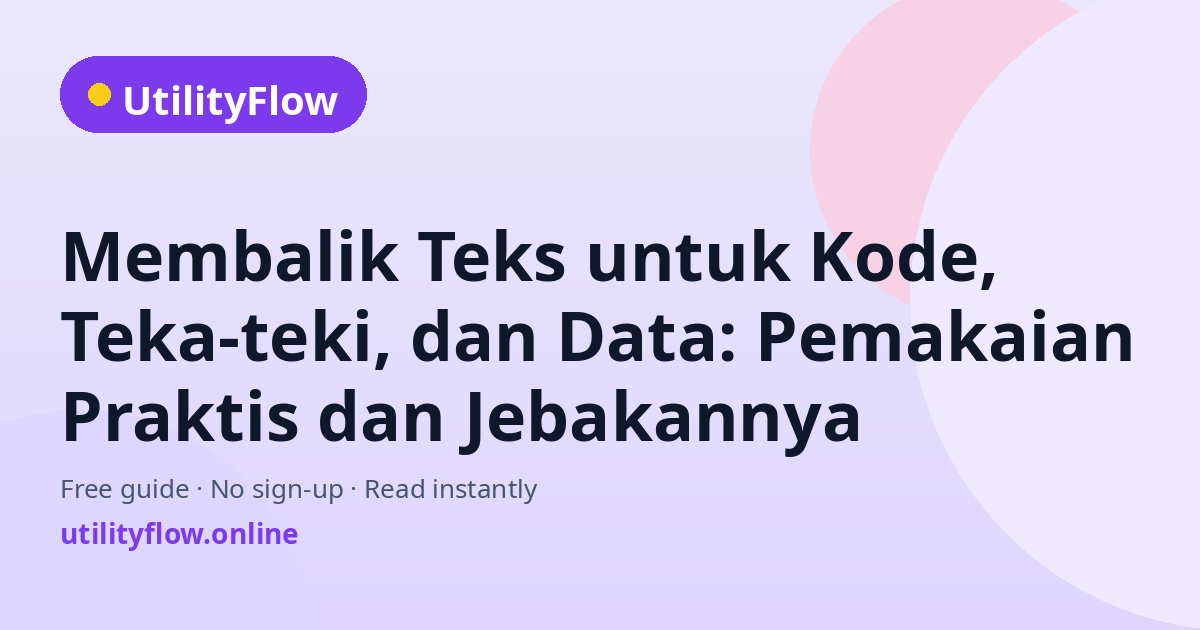 UtilityFlow
Membalik Teks untuk Kode,
Teka-teki, dan Data: Pemakaian
Praktis dan Jebakannya
Free guide · No sign-up · Read instantly
utilityflow.online